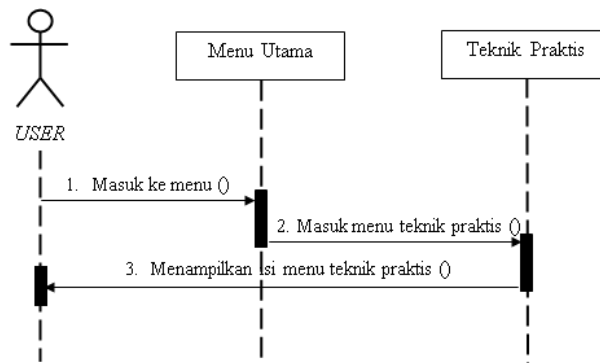 Menu Utama
Teknik Praktis
USER
1. Masuk ke menu ()
2. Masuk menu teknik praktis ()
3. Menampilkan isi menu teknik praktis ()